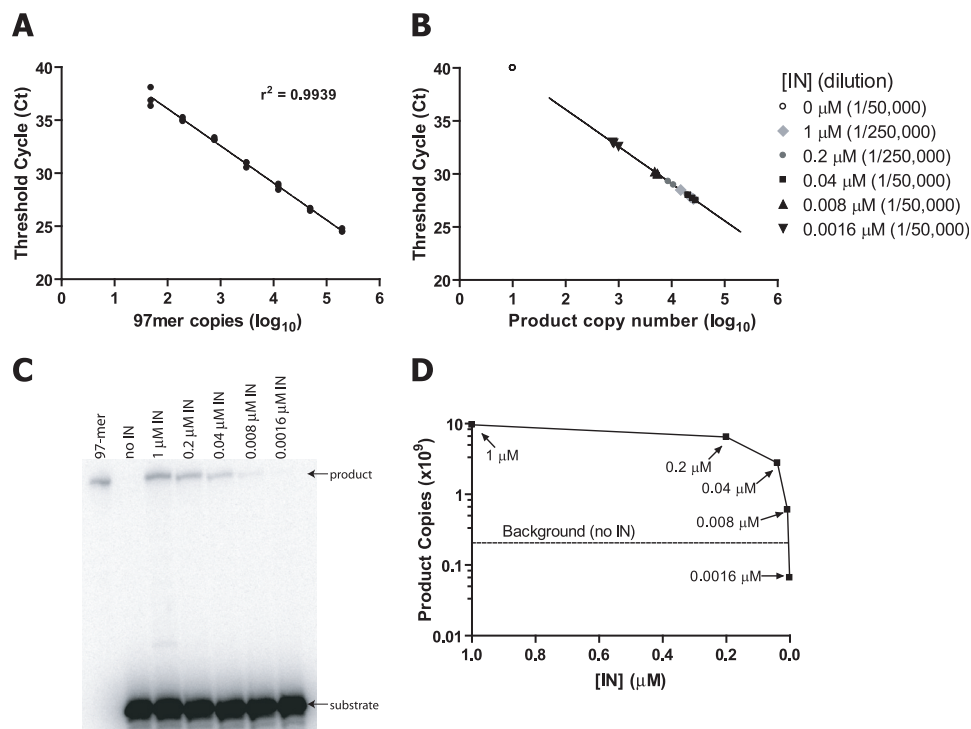 A
B
Threshold Cycle (Ct)
40
35
30
25
20
r² = 0.9939
0 1 2 3 4 5 6
97mer copies (log₁₀)
Threshold Cycle (Ct)
40
35
30
25
20
0 1 2 3 4 5 6
Product copy number (log₁₀)
[IN] (dilution)
0 μM (1/50,000)
1 μM (1/250,000)
0.2 μM (1/250,000)
0.04 μM (1/50,000)
0.008 μM (1/50,000)
0.0016 μM (1/50,000)
C
97-mer
no IN
1 μM IN
0.2 μM IN
0.04 μM IN
0.008 μM IN
0.0016 μM IN
product
substrate
D
Product Copies (x10⁹)
10
1
0.1
0.01
1 μM
0.2 μM
0.04 μM
0.008 μM
Background (no IN)
0.0016 μM
1.0 0.8 0.6 0.4 0.2 0.0
[IN] (μM)